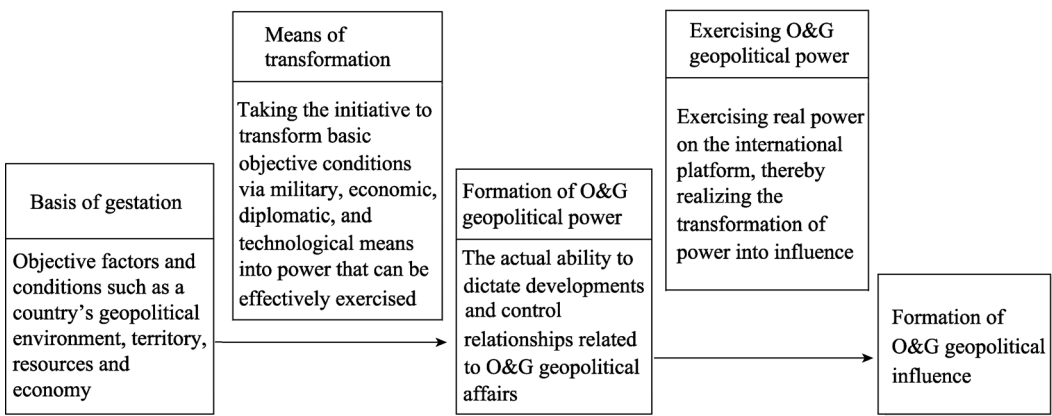 Basis of gestation
Objective factors and
conditions such as a
country's geopolitical
environment, territory,
resources and
economy
Means of
transformation
Taking the initiative to
transform basic
objective conditions
via military, economic,
diplomatic, and
technological means
into power that can be
effectively exercised
Formation of O&G
geopolitical power
The actual ability to
dictate developments
and control
relationships related
to O&G geopolitical
affairs
Exercising O&G
geopolitical power
Exercising real power
on the international
platform, thereby
realizing the
transformation of
power into influence
Formation of
O&G geopolitical
influence